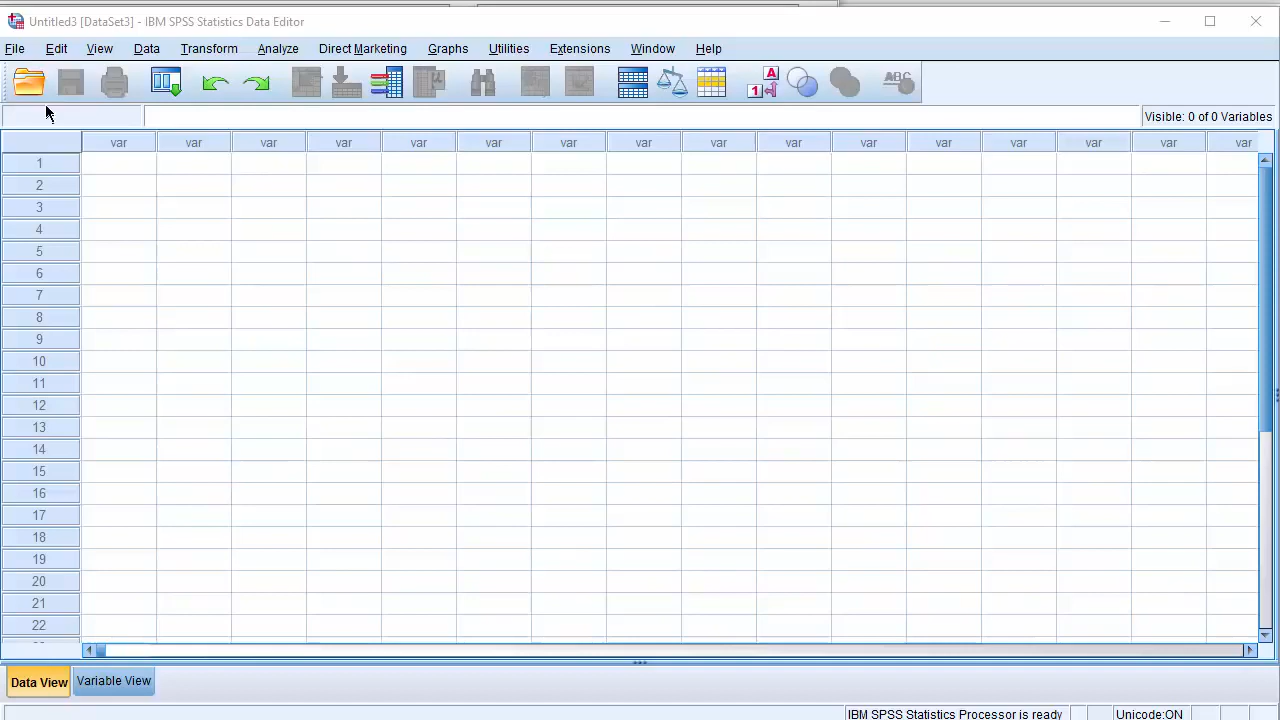 Untitled3 [DataSet3] - IBM SPSS Statistics Data Editor
File Edit View Data Transform Analyze Direct Marketing Graphs Utilities Extensions Window Help
A
1
ABC
Visible: 0 of 0 Variables
var var var var var var var var var var var var var var var var
1
2
3
4
5
6
7
8
9
10
11
12
13
14
15
16
17
18
19
20
21
22
Data View Variable View
IBM SPSS Statistics Processor is ready Unicode:ON